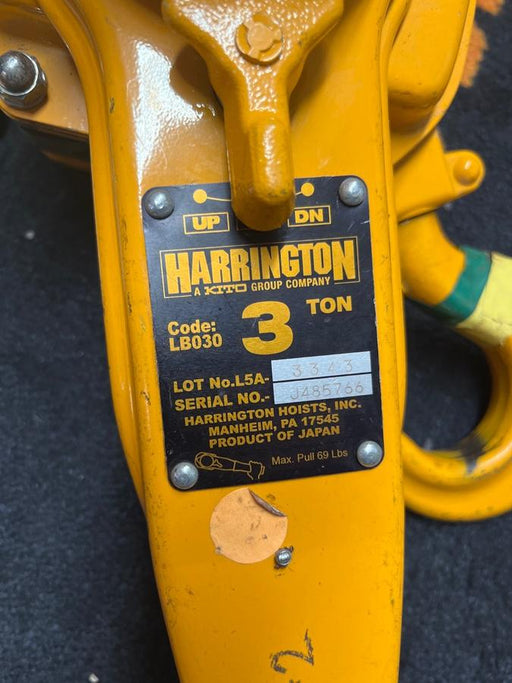 UP DN
HARRINGTON
A KITO GROUP COMPANY
Code: LB030 3 TON
LOT No.L5A- 3343
SERIAL NO.- J485766
HARRINGTON HOISTS, INC.
MANHEIM, PA 17545
PRODUCT OF JAPAN
Max. Pull 69 Lbs
2